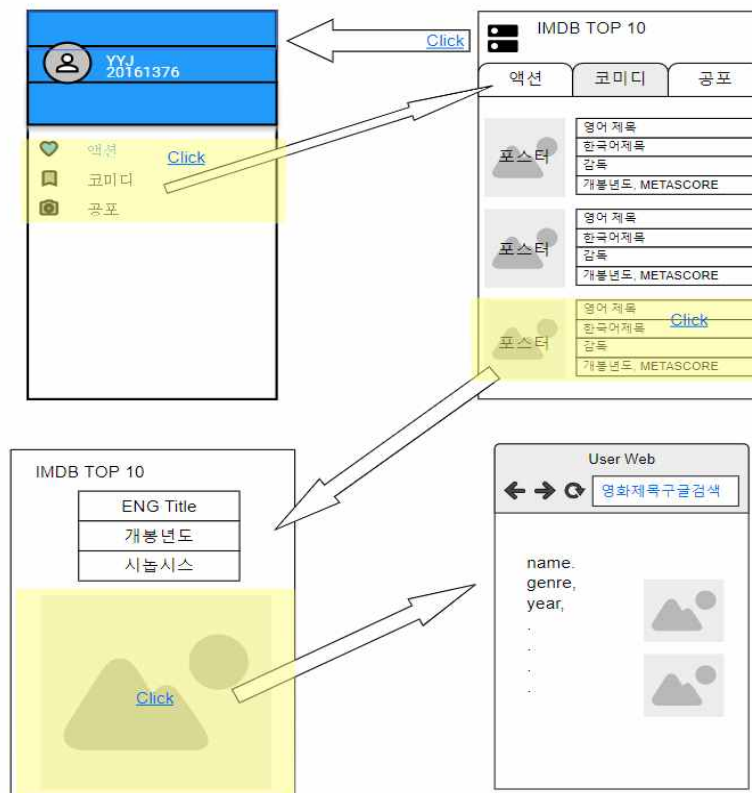 YYJ
20161376
액션
코미디
공포
Click
Click
IMDB TOP 10
액션
코미디
공포
포스터
영어 제목
한국어제목
감독
개봉년도, METASCORE
포스터
영어 제목
한국어제목
감독
개봉년도, METASCORE
포스터
영어 제목
한국어제목
감독
개봉년도, METASCORE
Click
IMDB TOP 10
ENG Title
개봉년도
시놉시스
Click
User Web
영화제목구글검색
name.
genre,
year,
.
.
.
.